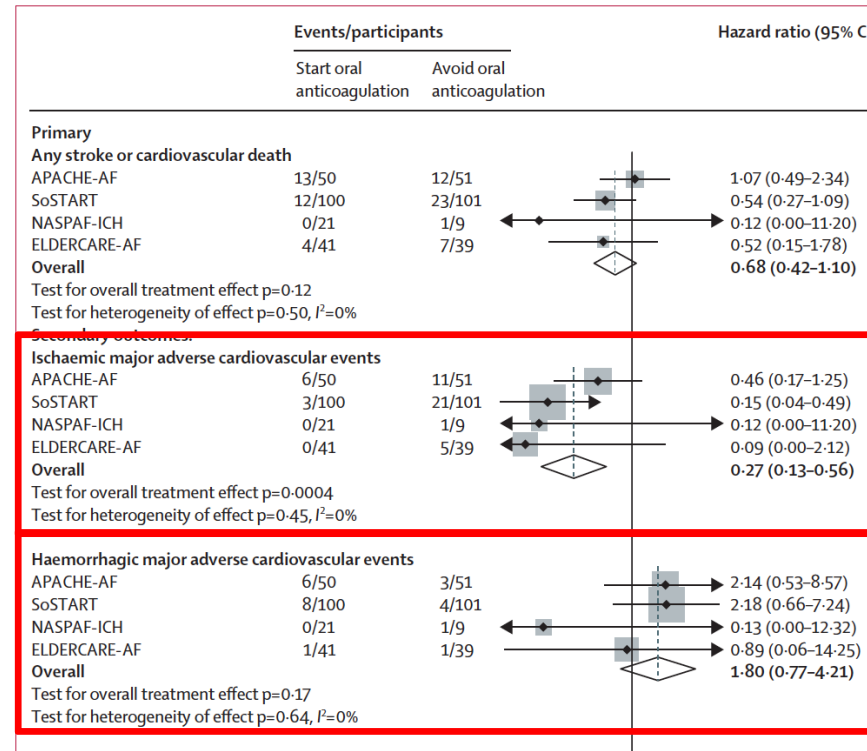 Events/participants Hazard ratio (95% C
Start oral Avoid oral
anticoagulation anticoagulation
Primary
Any stroke or cardiovascular death
APACHE-AF 13/50 12/51 1·07 (0·49–2·34)
SoSTART 12/100 23/101 0·54 (0·27–1·09)
NASPAF-ICH 0/21 1/9 0·12 (0·00–11·20)
ELDERCARE-AF 4/41 7/39 0·52 (0·15–1·78)
Overall 0·68 (0·42–1·10)
Test for overall treatment effect p=0·12
Test for heterogeneity of effect p=0·50, I²=0%
Secondary outcomes:
Ischaemic major adverse cardiovascular events
APACHE-AF 6/50 11/51 0·46 (0·17–1·25)
SoSTART 3/100 21/101 0·15 (0·04–0·49)
NASPAF-ICH 0/21 1/9 0·12 (0·00–11·20)
ELDERCARE-AF 0/41 5/39 0·09 (0·00–2·12)
Overall 0·27 (0·13–0·56)
Test for overall treatment effect p=0·0004
Test for heterogeneity of effect p=0·45, I²=0%
Haemorrhagic major adverse cardiovascular events
APACHE-AF 6/50 3/51 2·14 (0·53–8·57)
SoSTART 8/100 4/101 2·18 (0·66–7·24)
NASPAF-ICH 0/21 1/9 0·13 (0·00–12·32)
ELDERCARE-AF 1/41 1/39 0·89 (0·06–14·25)
Overall 1·80 (0·77–4·21)
Test for overall treatment effect p=0·17
Test for heterogeneity of effect p=0·64, I²=0%